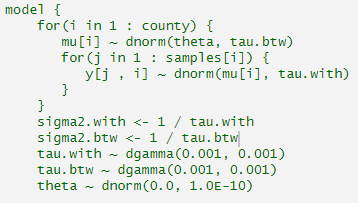 model {
    for(i in 1 : county) {
        mu[i] ~ dnorm(theta, tau.btw)
        for(j in 1 : samples[i]) {
            y[j , i] ~ dnorm(mu[i], tau.with)
        }
    }
    sigma2.with <- 1 / tau.with
    sigma2.btw <- 1 / tau.btw
    tau.with ~ dgamma(0.001, 0.001)
    tau.btw ~ dgamma(0.001, 0.001)
    theta ~ dnorm(0.0, 1.0E-10)